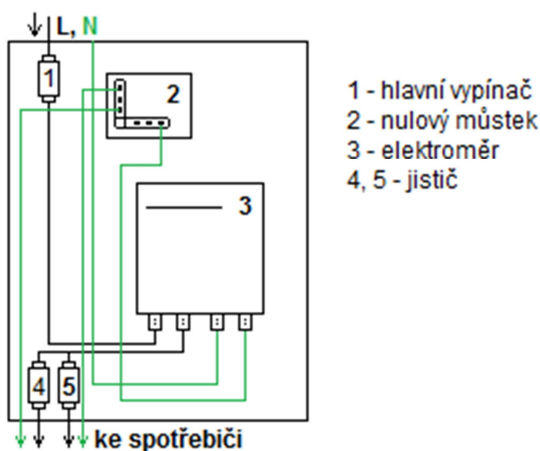 L, N
1
2
3
4
5
ke spotřebiči
1 - hlavní vypínač
2 - nulový můstek
3 - elektroměr
4, 5 - jistič